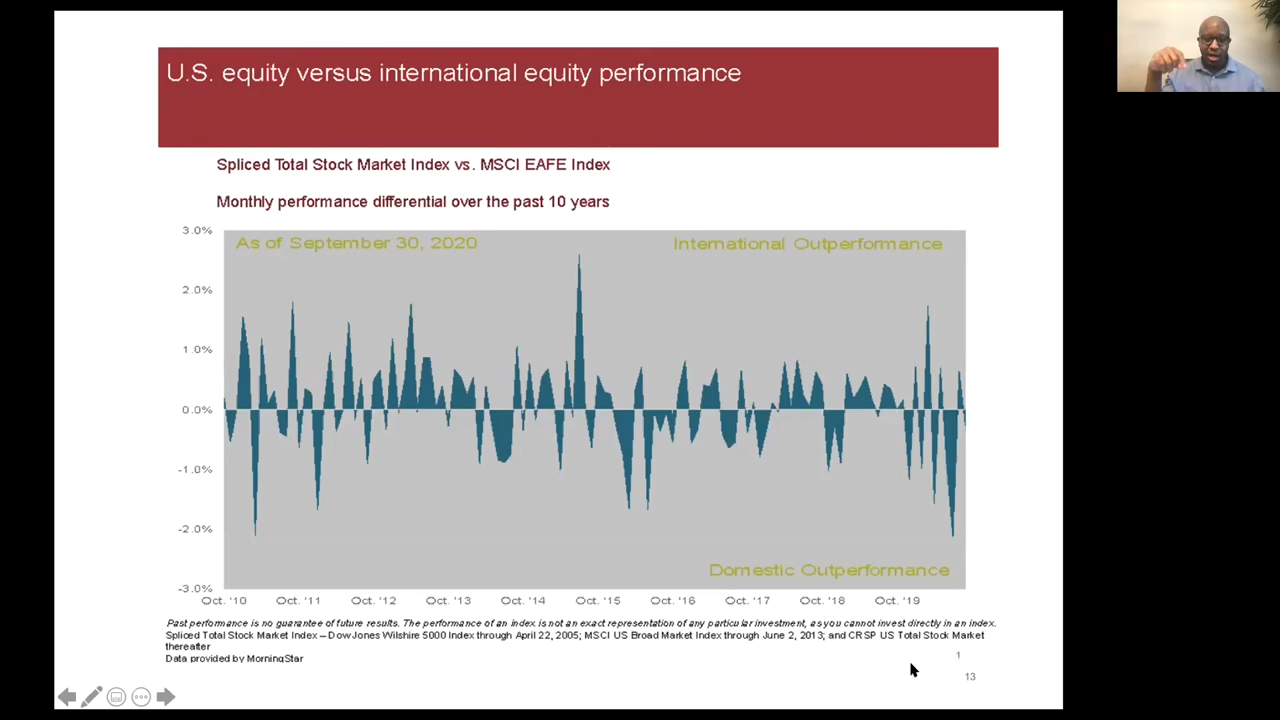 U.S. equity versus international equity performance
Spliced Total Stock Market Index vs. MSCI EAFE Index
Monthly performance differential over the past 10 years
As of September 30, 2020
International Outperformance
3.0%
2.0%
1.0%
0.0%
-1.0%
-2.0%
-3.0%
Domestic Outperformance
Oct. '10 Oct. '11 Oct. '12 Oct. '13 Oct. '14 Oct. '15 Oct. '16 Oct. '17 Oct. '18 Oct. '19
Past performance is no guarantee of future results. The performance of an index is not an exact representation of any particular investment, as you cannot invest directly in an index.
Spliced Total Stock Market Index – Dow Jones Wilshire 5000 Index through April 22, 2005; MSCI US Broad Market Index through June 2, 2013; and CRSP US Total Stock Market
thereafter
Data provided by MorningStar
1
13